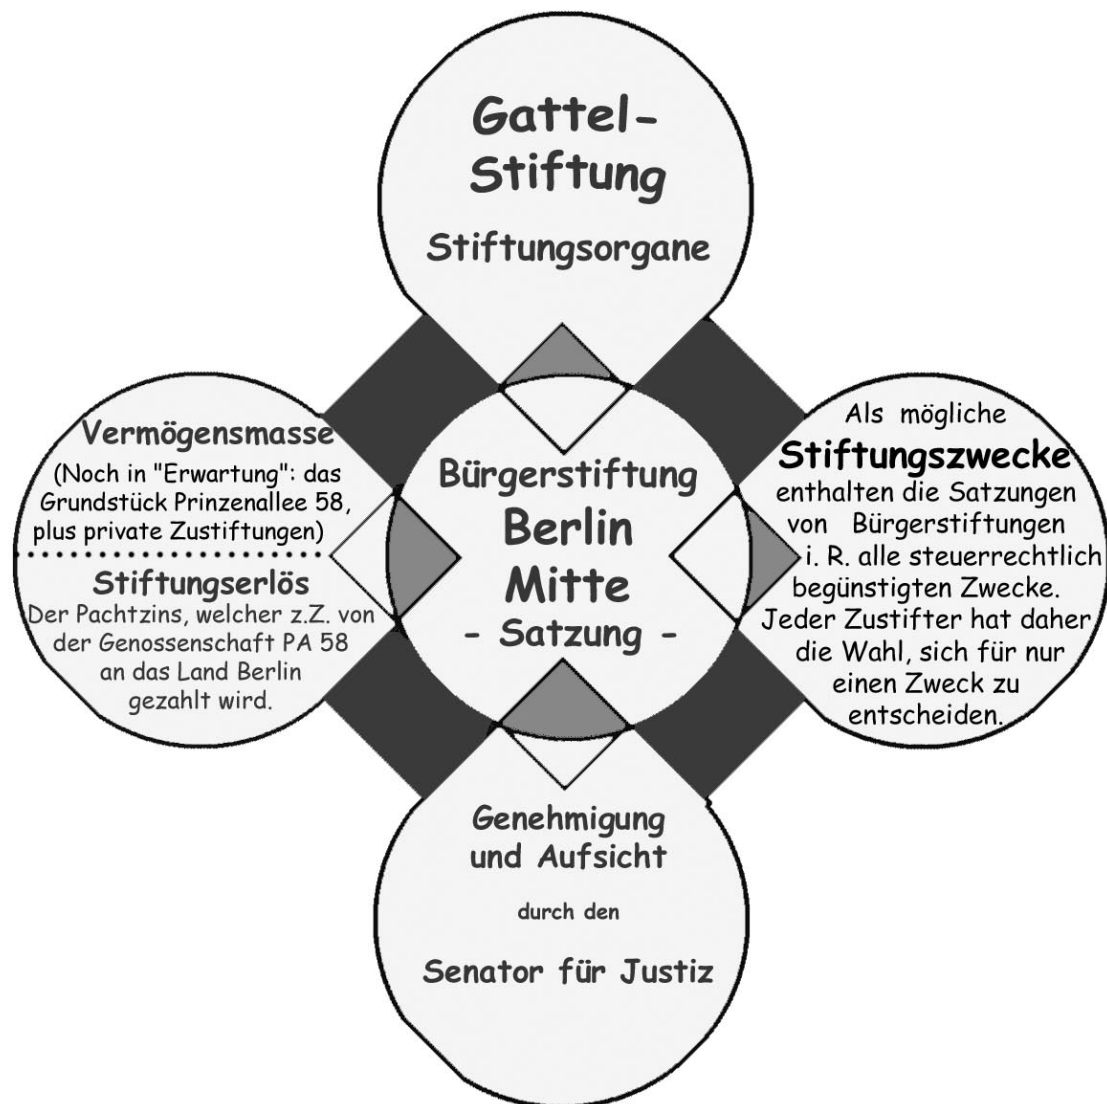 Gattel-
Stiftung
Stiftungsorgane
Vermögensmasse
(Noch in "Erwartung": das
Grundstück Prinzenallee 58,
plus private Zustiftungen)
Stiftungserlös
Der Pachtzins, welcher z.Z. von
der Genossenschaft PA 58
an das Land Berlin
gezahlt wird.
Bürgerstiftung
Berlin
Mitte
- Satzung -
Als mögliche
Stiftungszwecke
enthalten die Satzungen
von Bürgerstiftungen
i. R. alle steuerrechtlich
begünstigten Zwecke.
Jeder Zustifter hat daher
die Wahl, sich für nur
einen Zweck zu
entscheiden.
Genehmigung
und Aufsicht
durch den
Senator für Justiz